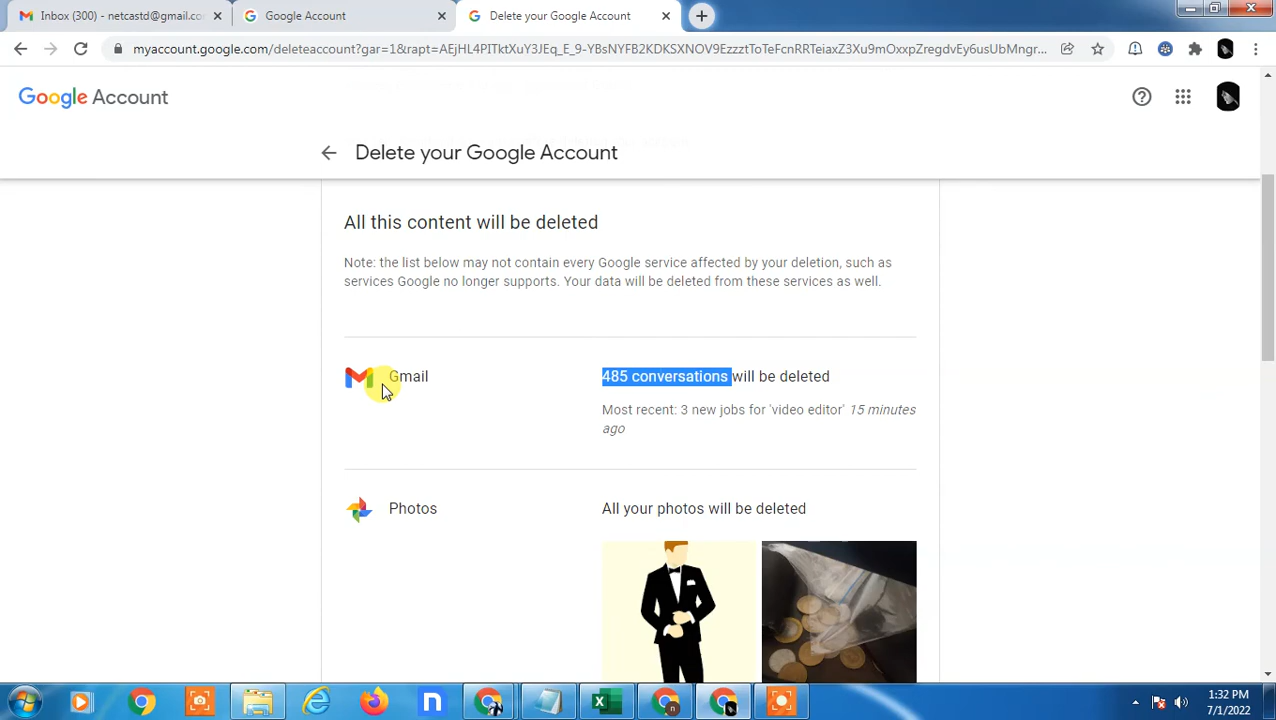 Inbox (300) - netcastd@gmail.co
Google Account
Delete your Google Account
myaccount.google.com/deleteaccount?gar=1&rapt=AEjHL4PITktXuY3JEq_E_9-YBsNYFB2KDKSXNOV9EzzztToTeFcnRRTeiaxZ3Xu9mOxxpZregdvEy6usUbMngr...
Google Account
Delete your Google Account
All this content will be deleted
Note: the list below may not contain every Google service affected by your deletion, such as
services Google no longer supports. Your data will be deleted from these services as well.
Gmail
485 conversations will be deleted
Most recent: 3 new jobs for 'video editor' 15 minutes
ago
Photos
All your photos will be deleted
1:32 PM
7/1/2022